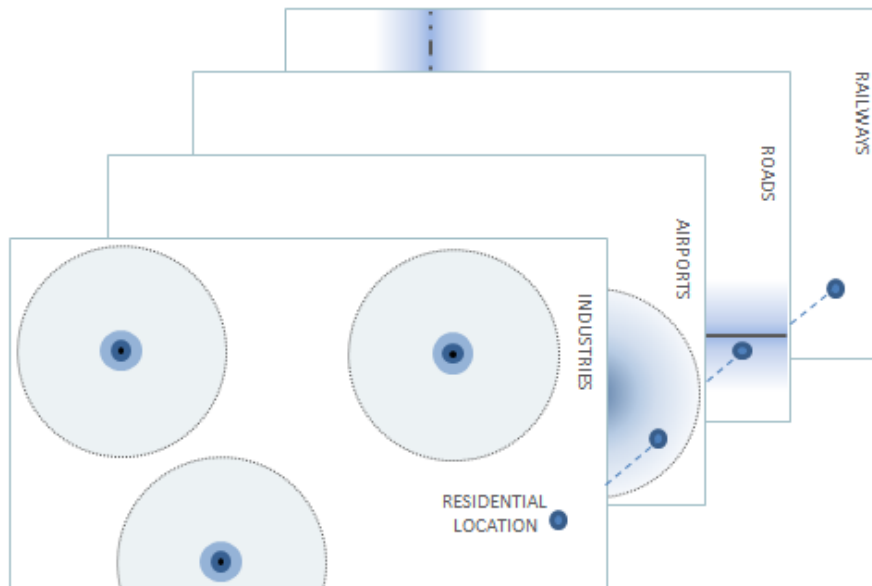 RAILWAYS
ROADS
AIRPORTS
INDUSTRIES
RESIDENTIAL
LOCATION